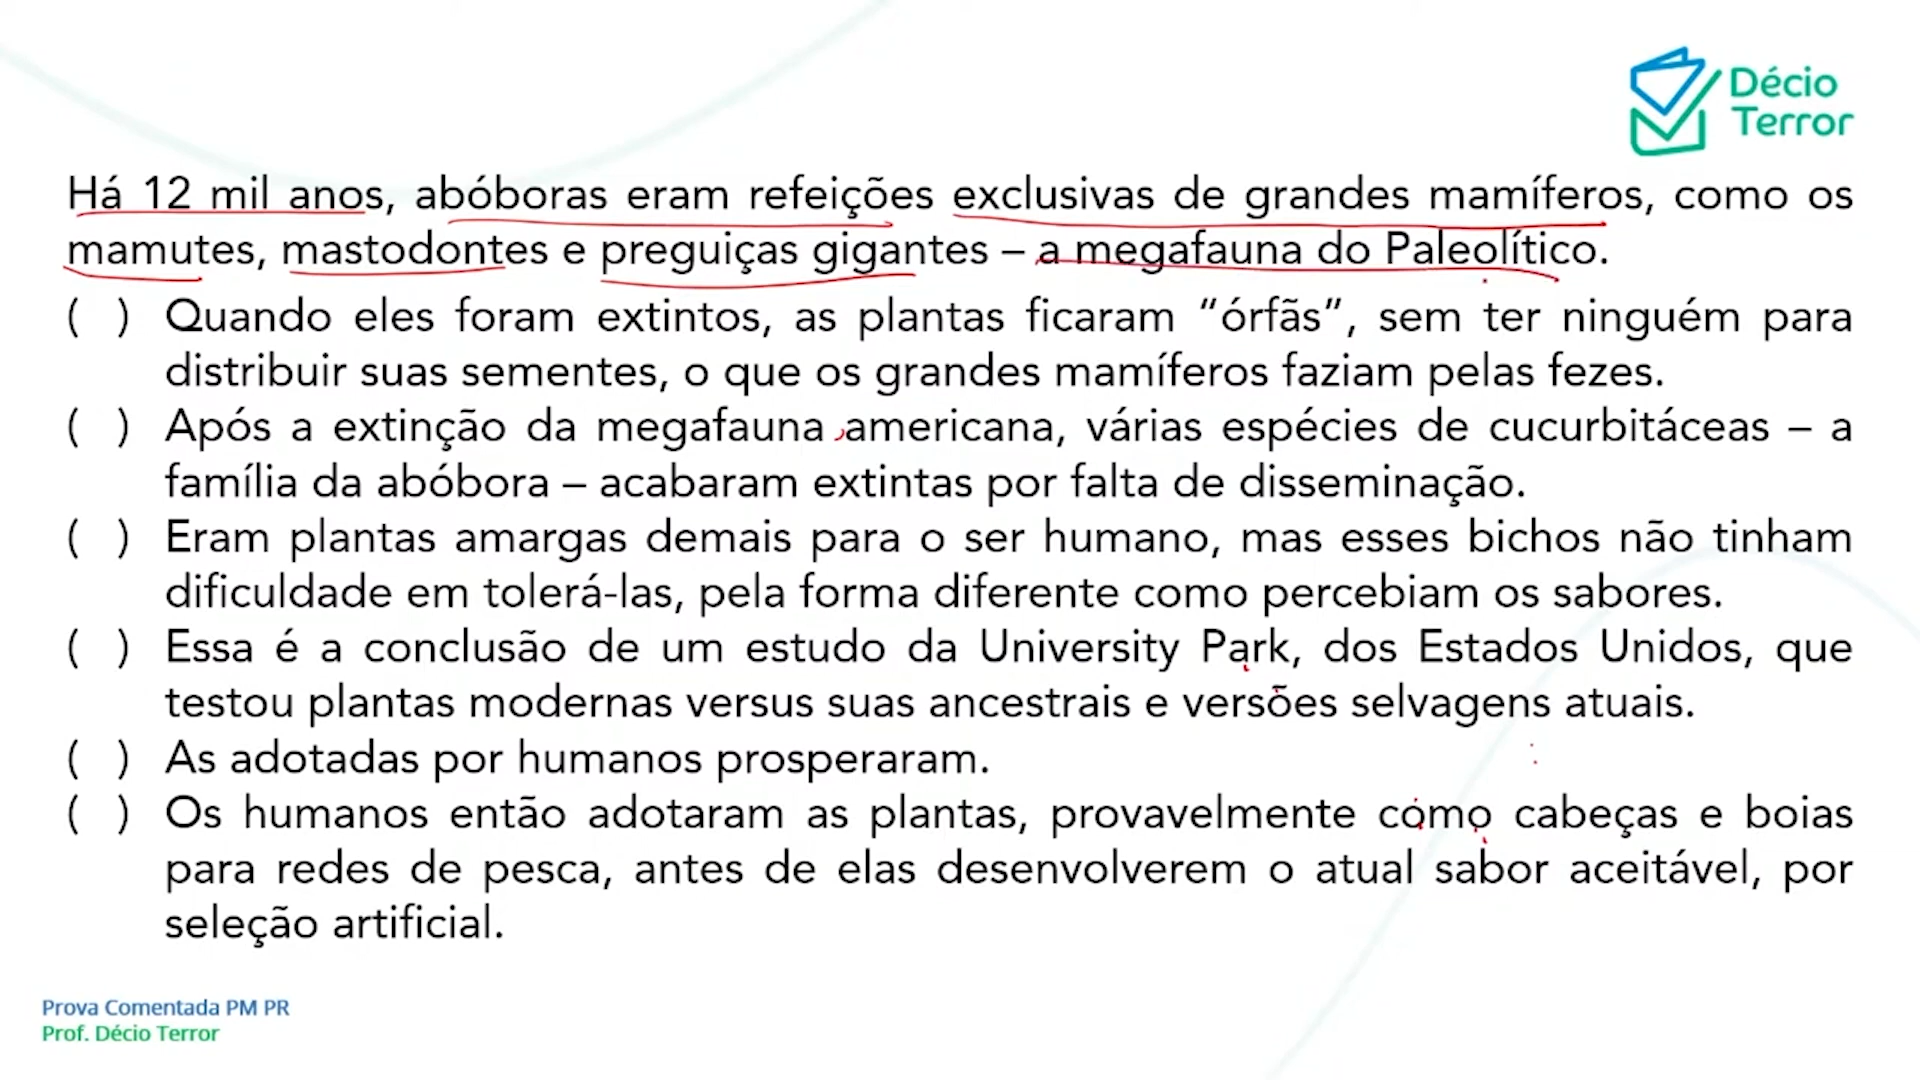 Décio
Terror
Há 12 mil anos, abóboras eram refeições exclusivas de grandes mamíferos, como os
mamutes, mastodontes e preguiças gigantes – a megafauna do Paleolítico.
( ) Quando eles foram extintos, as plantas ficaram “órfãs”, sem ter ninguém para
distribuir suas sementes, o que os grandes mamíferos faziam pelas fezes.
( ) Após a extinção da megafauna americana, várias espécies de cucurbitáceas – a
família da abóbora – acabaram extintas por falta de disseminação.
( ) Eram plantas amargas demais para o ser humano, mas esses bichos não tinham
dificuldade em tolerá-las, pela forma diferente como percebiam os sabores.
( ) Essa é a conclusão de um estudo da University Park, dos Estados Unidos, que
testou plantas modernas versus suas ancestrais e versões selvagens atuais.
( ) As adotadas por humanos prosperaram.
( ) Os humanos então adotaram as plantas, provavelmente como cabeças e boias
para redes de pesca, antes de elas desenvolverem o atual sabor aceitável, por
seleção artificial.
Prova Comentada PM PR
Prof. Décio Terror